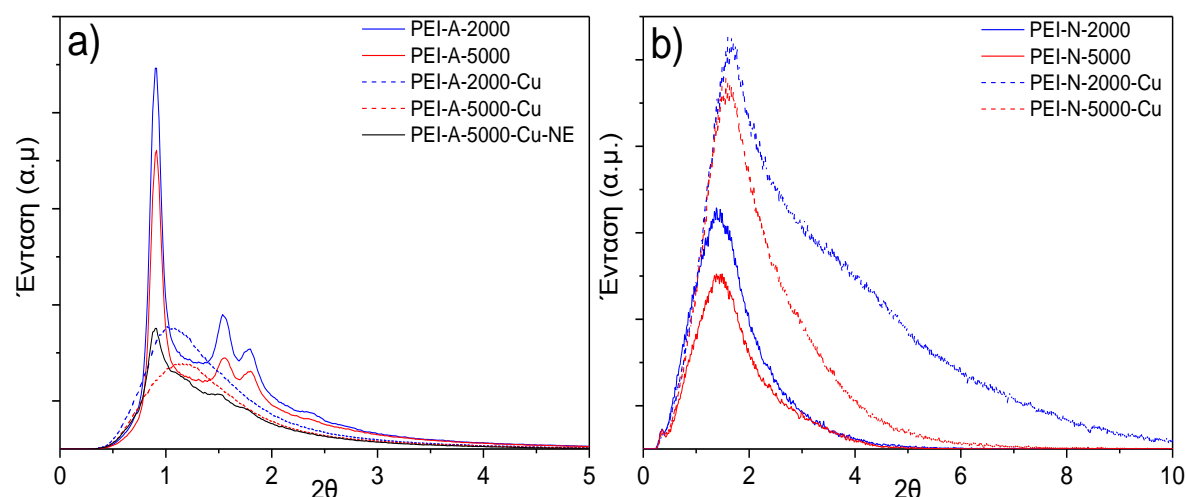 a)
PEI-A-2000
PEI-A-5000
PEI-A-2000-Cu
PEI-A-5000-Cu
PEI-A-5000-Cu-NE
Ένταση (α.μ)
0 1 2 3 4 5
2θ
b)
PEI-N-2000
PEI-N-5000
PEI-N-2000-Cu
PEI-N-5000-Cu
Ένταση (α.μ.)
0 2 4 6 8 10
2θ